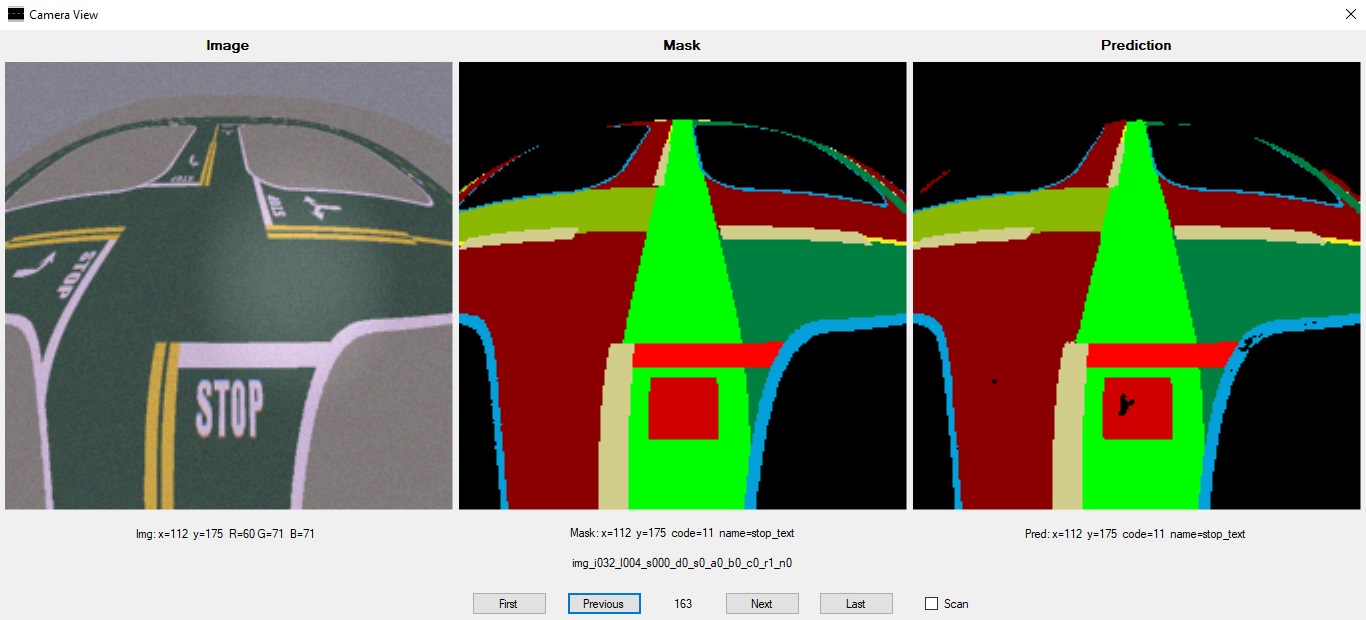 Camera View
Image
Mask
Prediction
STOP
STOP
STOP
STOP
Img: x=112 y=175 R=60 G=71 B=71
Mask: x=112 y=175 code=11 name=stop_text
Pred: x=112 y=175 code=11 name=stop_text
img_i032_l004_s000_d0_s0_a0_b0_c0_r1_n0
First
Previous
163
Next
Last
Scan